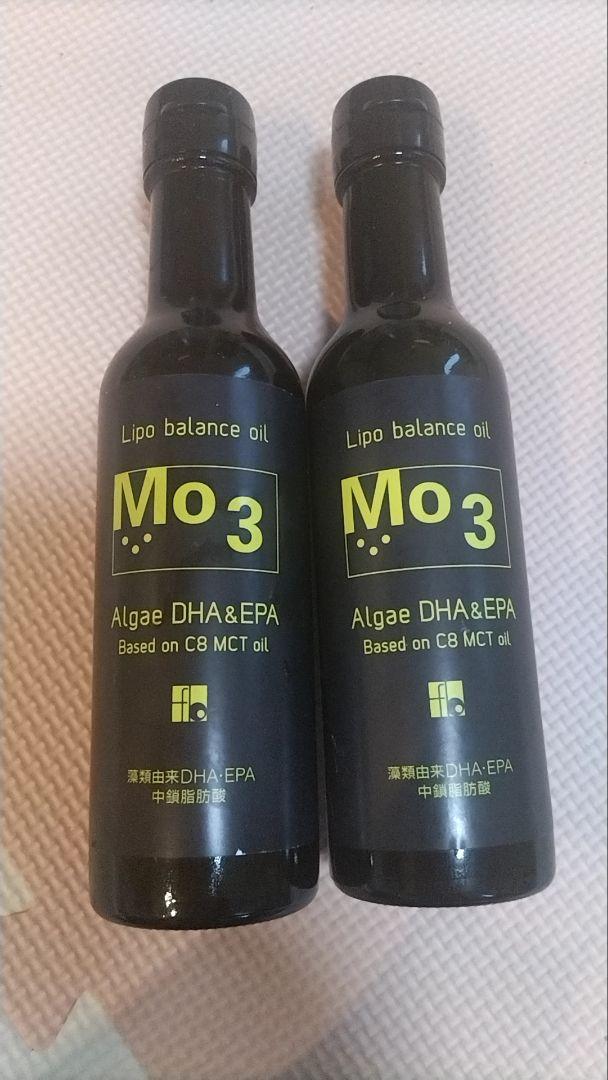 Lipo balance oil
Mo3
Algae DHA&EPA
Based on C8 MCT oil
fo
藻類由来DHA・EPA
中鎖脂肪酸
Lipo balance oil
Mo3
Algae DHA&EPA
Based on C8 MCT oil
fo
藻類由来DHA・EPA
中鎖脂肪酸